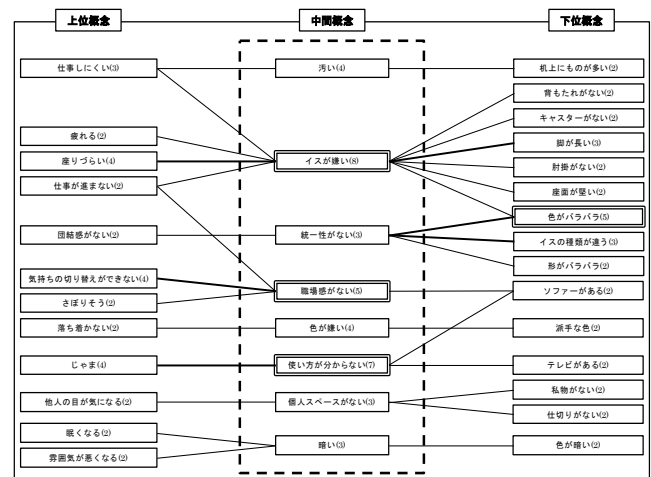 上位概念
中間概念
下位概念
仕事しにくい(3)
汚い(4)
机上にものが多い(2)
背もたれがない(2)
キャスターがない(2)
疲れる(2)
脚が長い(3)
座りづらい(4)
イスが嫌い(8)
肘掛がない(2)
仕事が進まない(2)
座面が堅い(2)
色がバラバラ(5)
団結感がない(2)
統一性がない(3)
イスの種類が違う(3)
形がバラバラ(2)
気持ちの切り替えができない(4)
職場感がない(5)
ソファーがある(2)
さぼりそう(2)
落ち着かない(2)
色が嫌い(4)
派手な色(2)
じゃま(4)
使い方が分からない(7)
テレビがある(2)
私物がない(2)
他人の目が気になる(2)
個人スペースがない(3)
仕切りがない(2)
眠くなる(2)
暗い(3)
色が暗い(2)
雰囲気が悪くなる(2)